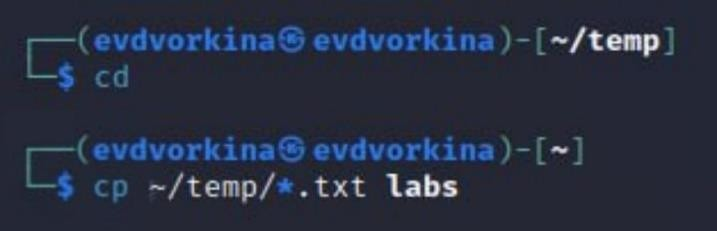 ┌──(evdvorkina㉿evdvorkina)-[~/temp]
└─$ cd
┌──(evdvorkina㉿evdvorkina)-[~]
└─$ cp ~/temp/*.txt labs